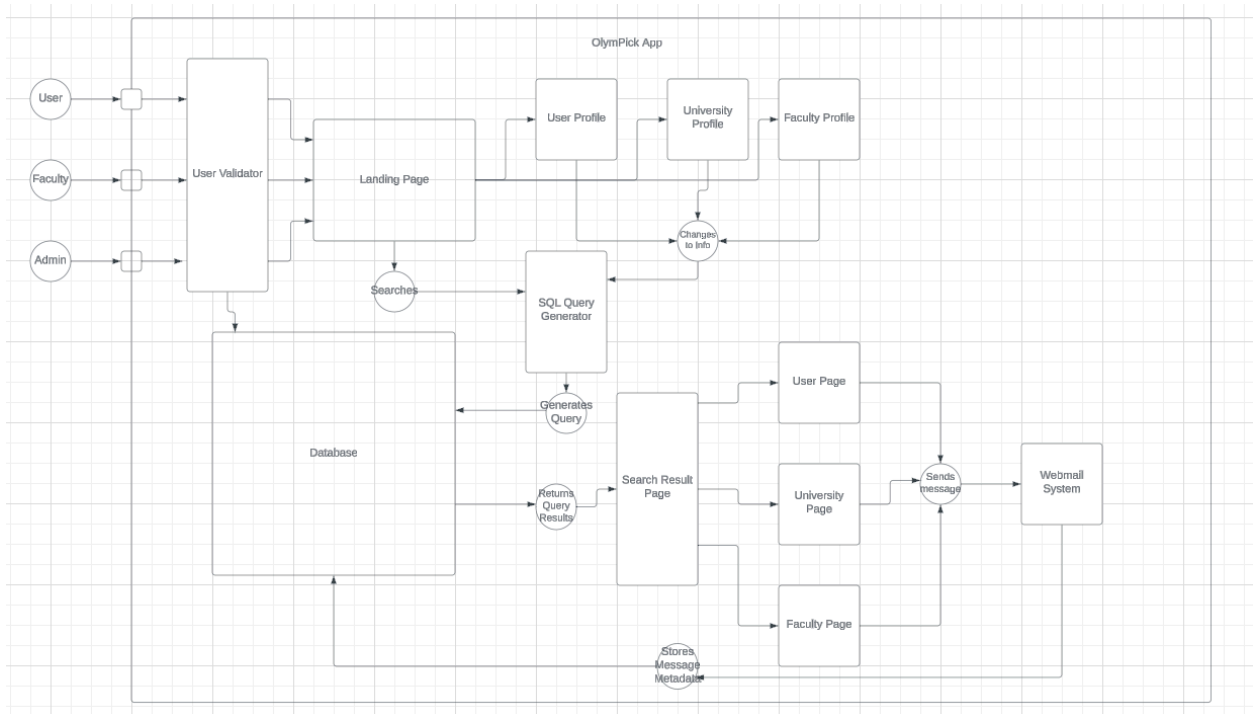 OlymPick App
User
User Profile
University
Profile
Faculty Profile
User Validator
Landing Page
Faculty
Changes
to Info
Admin
Searches
SQL Query
Generator
User Page
Generates
Query
Database
Search Result
Page
Sends
message
Webmail
System
Returns
Query
Results
University
Page
Faculty Page
Stores
Message
Metadata